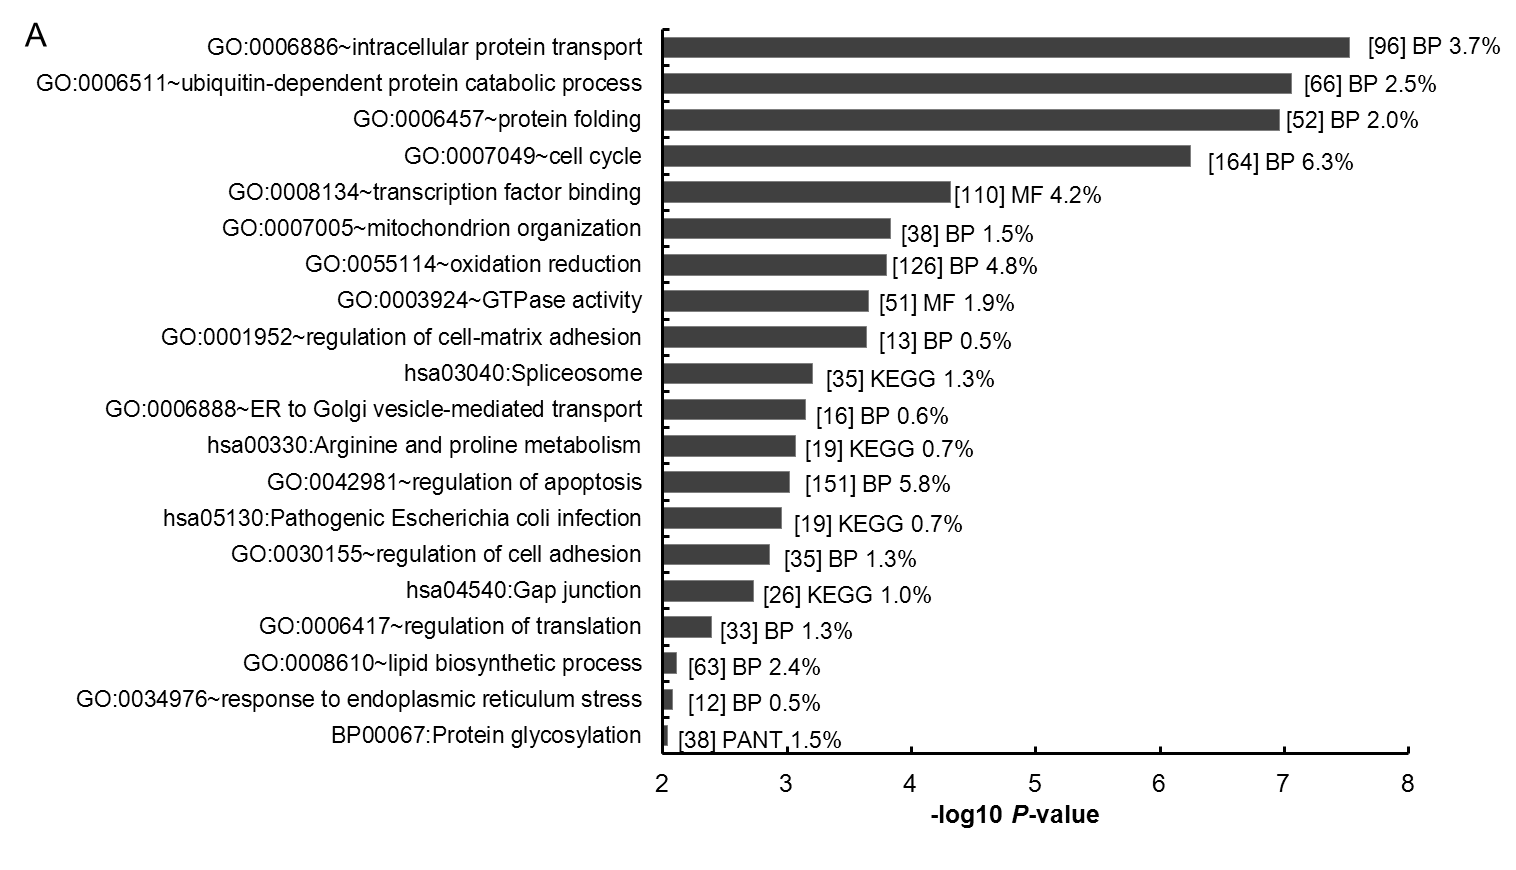 A
GO:0006886~intracellular protein transport [96] BP 3.7%
GO:0006511~ubiquitin-dependent protein catabolic process [66] BP 2.5%
GO:0006457~protein folding [52] BP 2.0%
GO:0007049~cell cycle [164] BP 6.3%
GO:0008134~transcription factor binding [110] MF 4.2%
GO:0007005~mitochondrion organization [38] BP 1.5%
GO:0055114~oxidation reduction [126] BP 4.8%
GO:0003924~GTPase activity [51] MF 1.9%
GO:0001952~regulation of cell-matrix adhesion [13] BP 0.5%
hsa03040:Spliceosome [35] KEGG 1.3%
GO:0006888~ER to Golgi vesicle-mediated transport [16] BP 0.6%
hsa00330:Arginine and proline metabolism [19] KEGG 0.7%
GO:0042981~regulation of apoptosis [151] BP 5.8%
hsa05130:Pathogenic Escherichia coli infection [19] KEGG 0.7%
GO:0030155~regulation of cell adhesion [35] BP 1.3%
hsa04540:Gap junction [26] KEGG 1.0%
GO:0006417~regulation of translation [33] BP 1.3%
GO:0008610~lipid biosynthetic process [63] BP 2.4%
GO:0034976~response to endoplasmic reticulum stress [12] BP 0.5%
BP00067:Protein glycosylation [38] PANT 1.5%
2 3 4 5 6 7 8
-log10 P-value